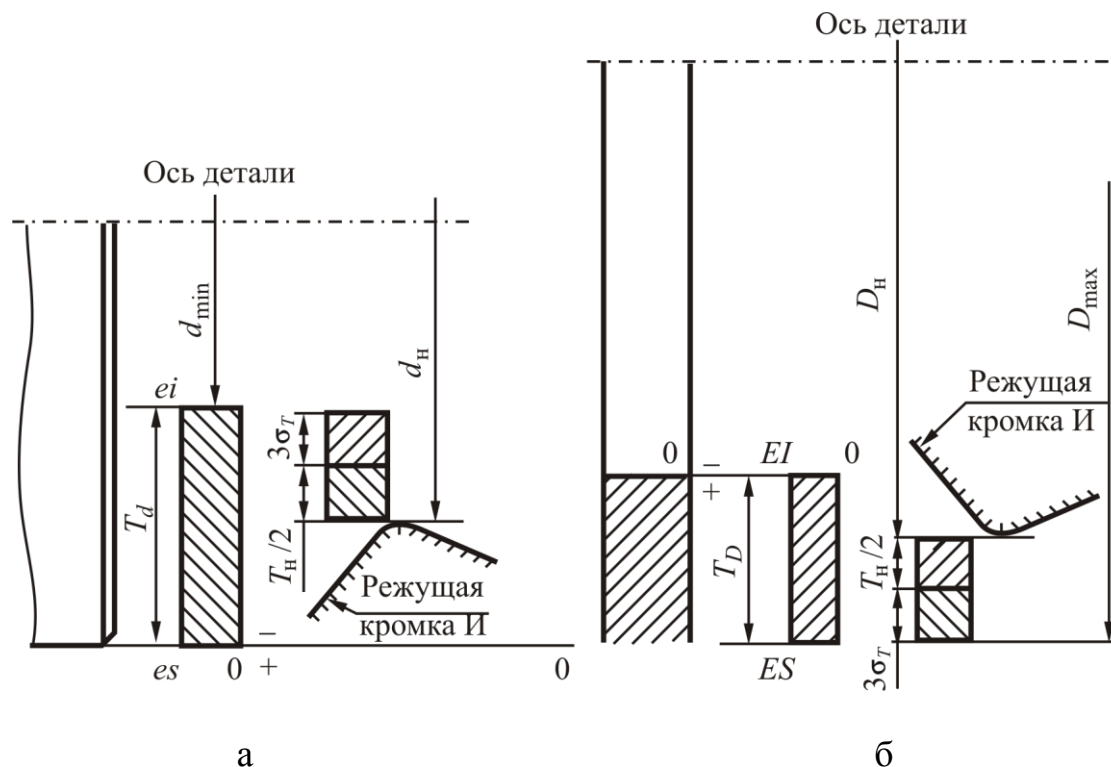 Ось детали
d_min
d_н
ei
3σ_T
T_d
T_н/2
Режущая
кромка И
es 0 − + 0
а
Ось детали
D_н
D_max
Режущая
кромка И
0 − + EI 0
T_D
T_н/2
ES
3σ_T
б